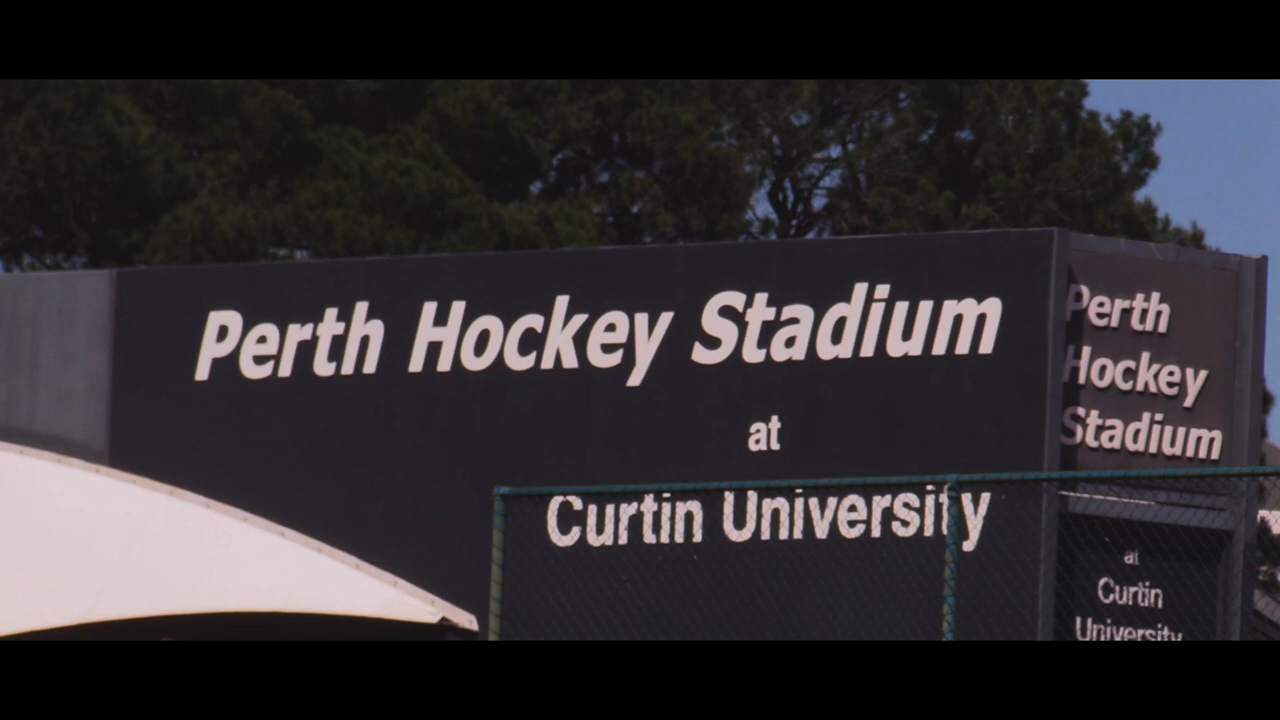 Perth Hockey Stadium
at
Curtin University
Perth
Hockey
Stadium
at
Curtin
University